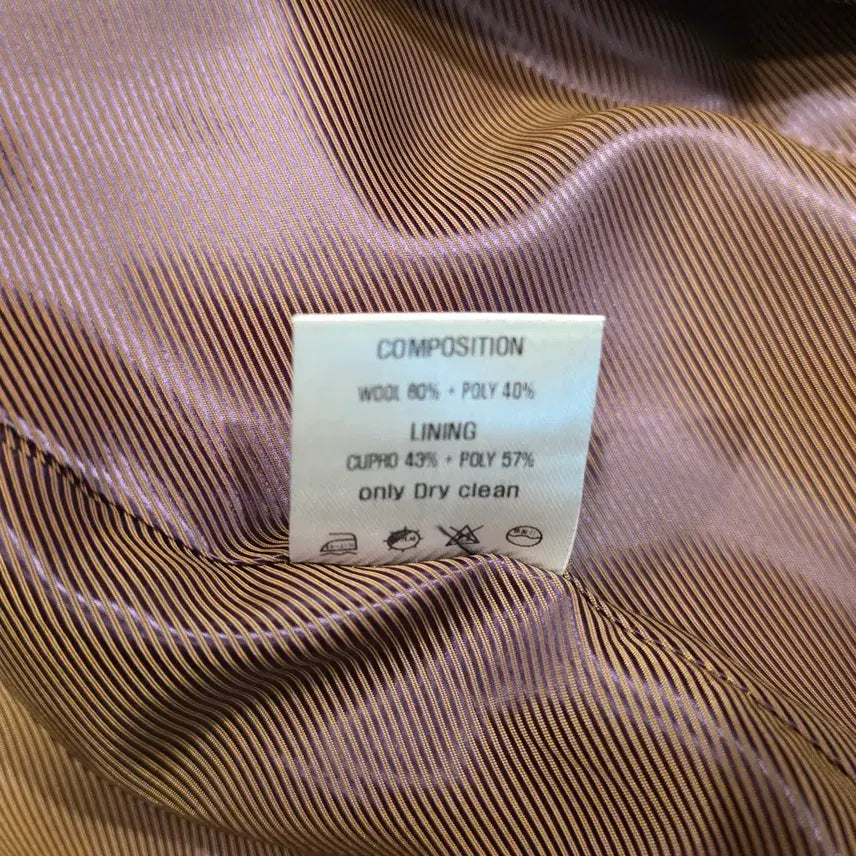 COMPOSITION
WOOL 60% + POLY 40%
LINING
CUPRO 43% + POLY 57%
only Dry clean